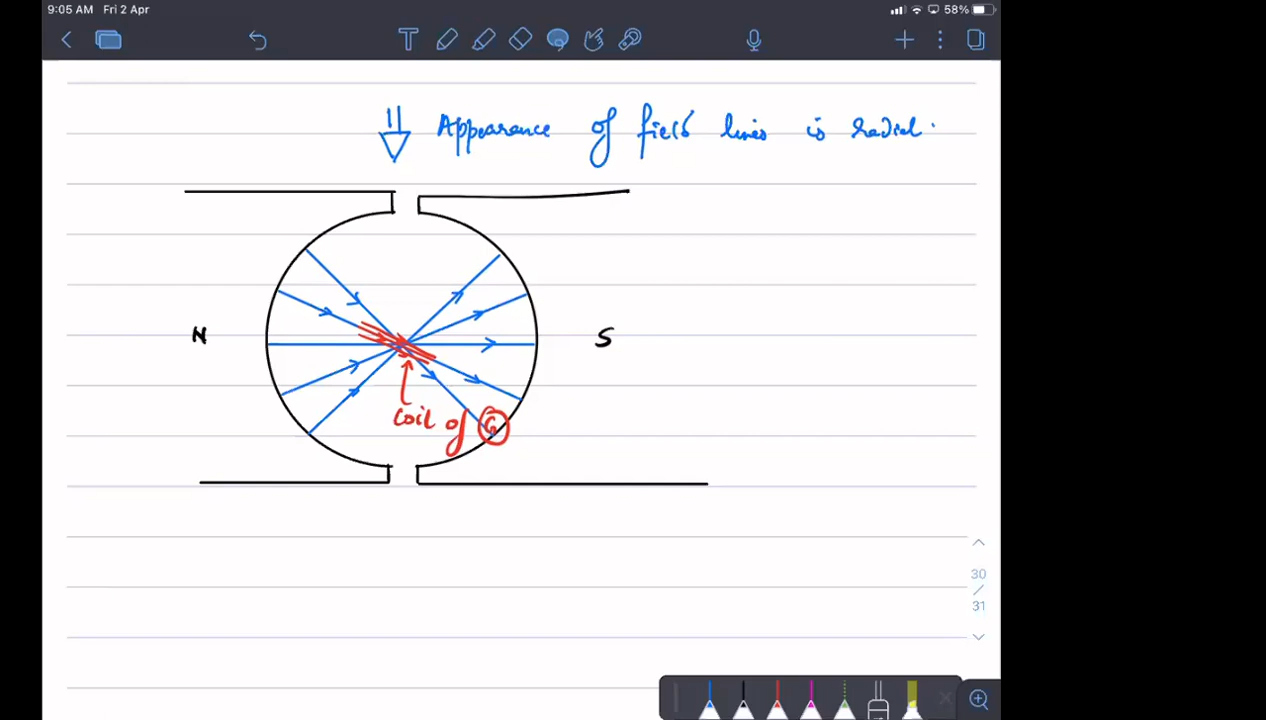 9:05 AM Fri 2 Apr
58%
T
Appearance of field lines is radial.
N
S
coil of G
30
/
31